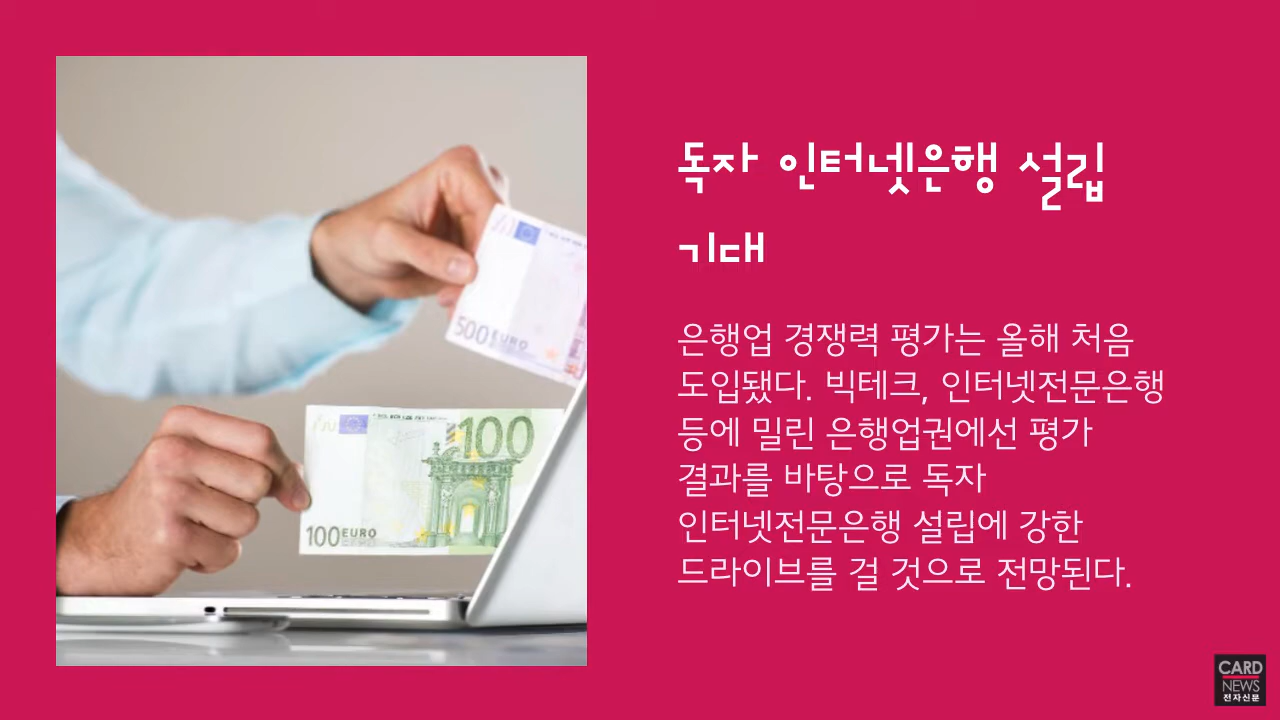 독자 인터넷은행 설립
기대
은행업 경쟁력 평가는 올해 처음
도입됐다. 빅테크, 인터넷전문은행
등에 밀린 은행업권에선 평가
결과를 바탕으로 독자
인터넷전문은행 설립에 강한
드라이브를 걸 것으로 전망된다.
500 EURO
100
100 EURO
CARD
NEWS
전자신문